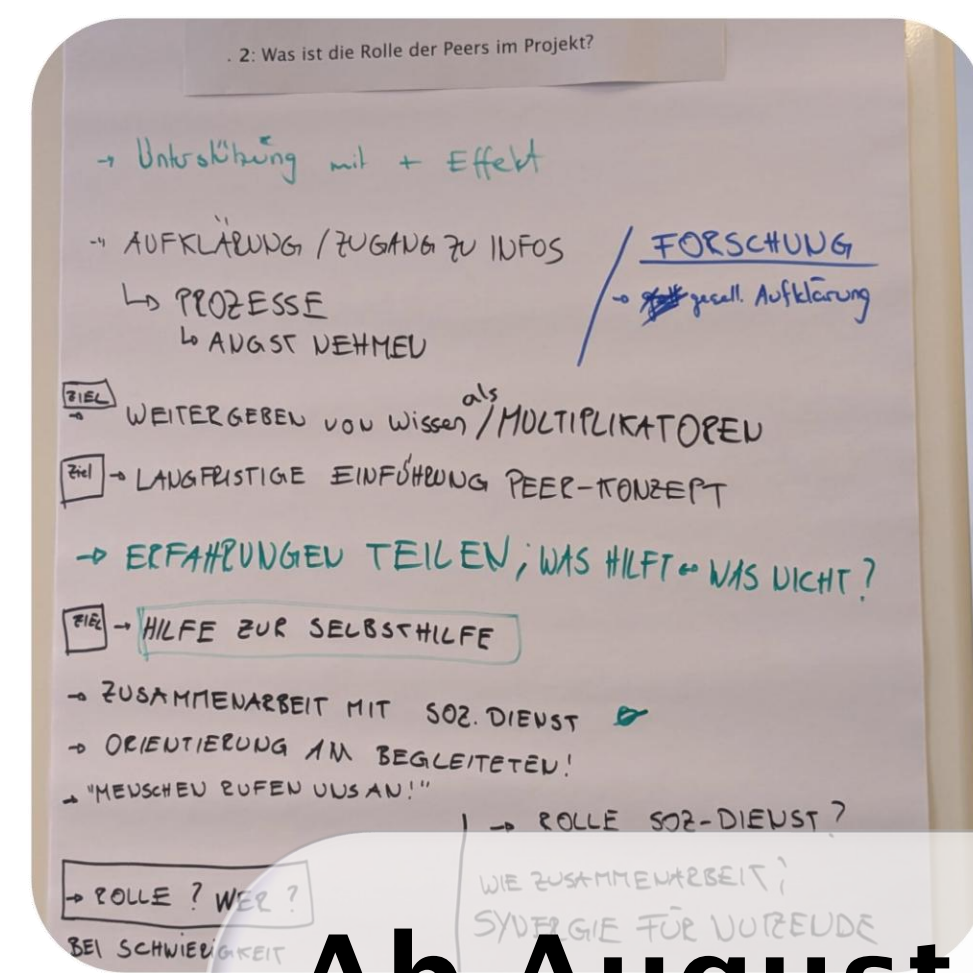 . 2: Was ist die Rolle der Peers im Projekt?
→ Unterstützung mit + Effekt
→ AUFKLÄRUNG / ZUGANG ZU INFOS
↳ PROZESSE
↳ ANGST NEHMEN
FORSCHUNG
→ gesell. Aufklärung
ZIEL
→ WEITERGEBEN VON Wissen als / MULTIPLIKATOREN
Ziel → LANGFRISTIGE EINFÜHRUNG PEER-KONZEPT
→ ERFAHRUNGEN TEILEN; WAS HILFT ↔ WAS NICHT?
ZIEL → HILFE ZUR SELBSTHILFE
→ ZUSAMMENARBEIT MIT SOZ. DIENST
→ ORIENTIERUNG AM BEGLEITETEN!
→ "MENSCHEN RUFEN UNS AN!"
→ ROLLE ? WER ?
BEI SCHWIERIGKEIT
→ ROLLE SOZ-DIENST?
WIE ZUSAMMENARBEIT;
SYNERGIE FÜR NUTZENDE
Ab August